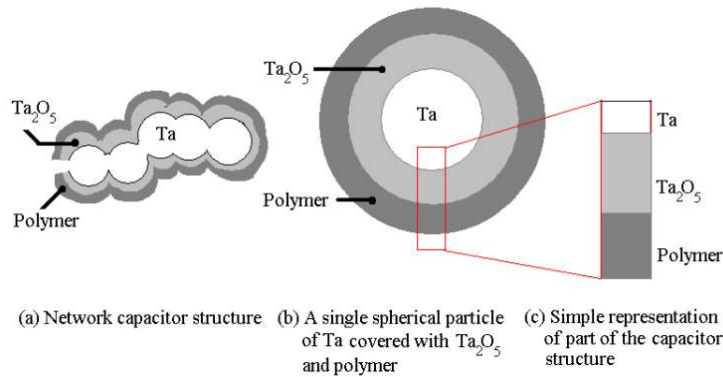 Ta₂O₅
Ta
Polymer
Ta₂O₅
Ta
Polymer
Ta
Ta₂O₅
Polymer
(a) Network capacitor structure
(b) A single spherical particle
of Ta covered with Ta₂O₅
and polymer
(c) Simple representation
of part of the capacitor
structure